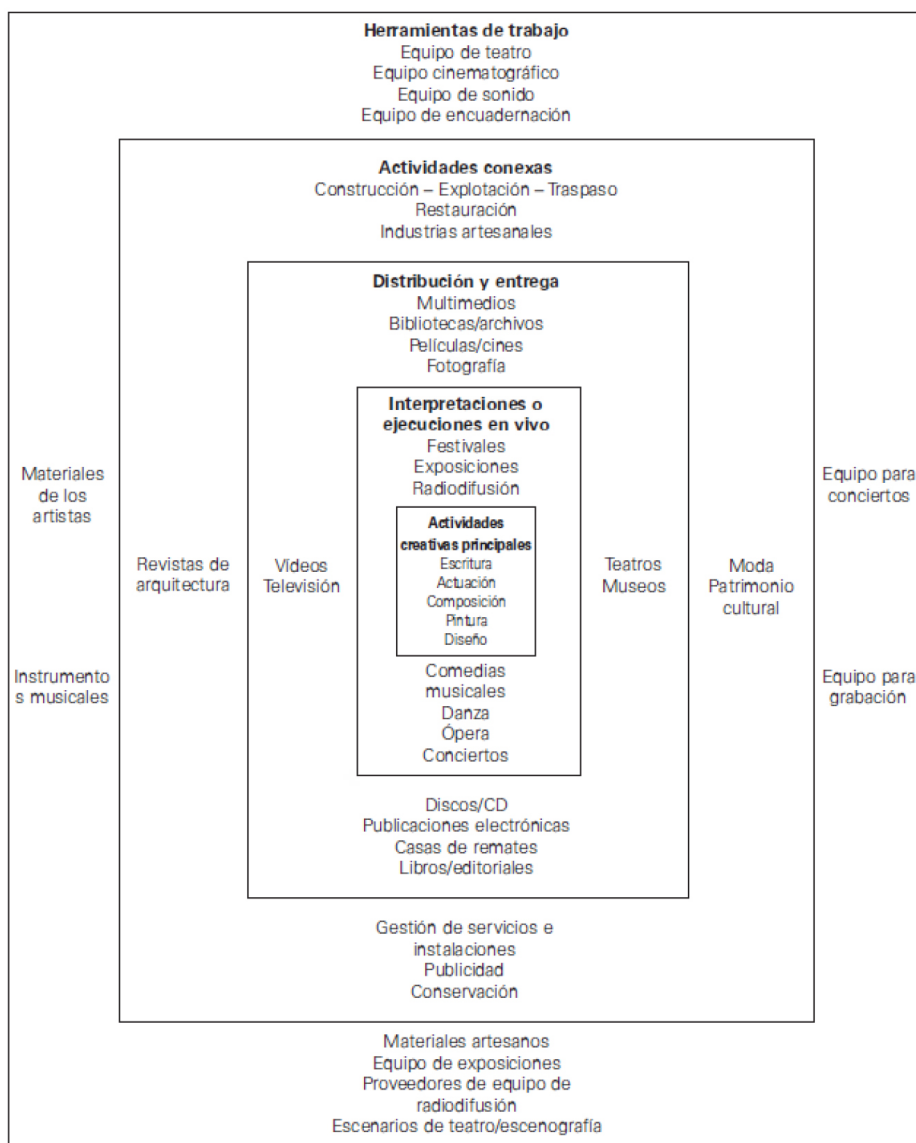 Herramientas de trabajo
Equipo de teatro
Equipo cinematográfico
Equipo de sonido
Equipo de encuadernación
Actividades conexas
Construcción – Explotación – Traspaso
Restauración
Industrias artesanales
Distribución y entrega
Multimedios
Bibliotecas/archivos
Películas/cines
Fotografía
Interpretaciones o
ejecuciones en vivo
Festivales
Exposiciones
Radiodifusión
Materiales
de los
artistas
Equipo para
conciertos
Actividades
creativas principales
Escritura
Actuación
Composición
Pintura
Diseño
Revistas de
arquitectura
Vídeos
Televisión
Teatros
Museos
Moda
Patrimonio
cultural
Instrumento
s musicales
Equipo para
grabación
Comedias
musicales
Danza
Ópera
Conciertos
Discos/CD
Publicaciones electrónicas
Casas de remates
Libros/editoriales
Gestión de servicios e
instalaciones
Publicidad
Conservación
Materiales artesanos
Equipo de exposiciones
Proveedores de equipo de
radiodifusión
Escenarios de teatro/escenografía